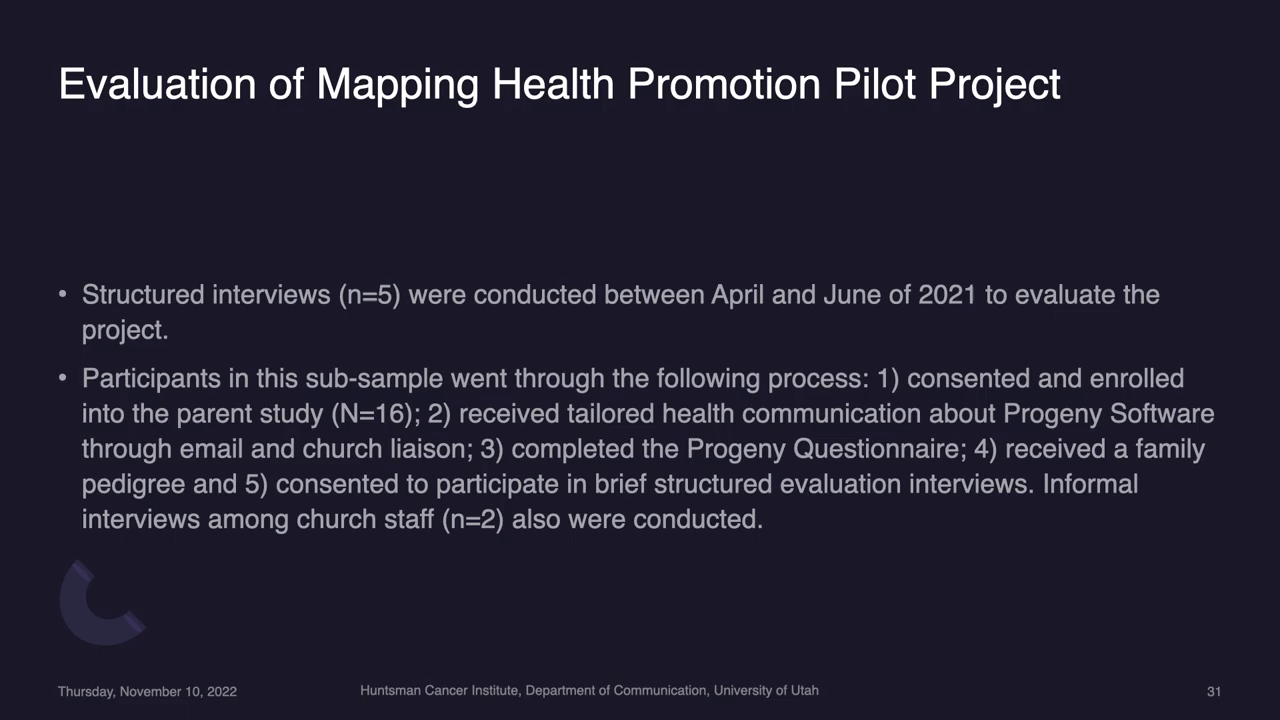 Evaluation of Mapping Health Promotion Pilot Project
• Structured interviews (n=5) were conducted between April and June of 2021 to evaluate the
project.
• Participants in this sub-sample went through the following process: 1) consented and enrolled
into the parent study (N=16); 2) received tailored health communication about Progeny Software
through email and church liaison; 3) completed the Progeny Questionnaire; 4) received a family
pedigree and 5) consented to participate in brief structured evaluation interviews. Informal
interviews among church staff (n=2) also were conducted.
Thursday, November 10, 2022
Huntsman Cancer Institute, Department of Communication, University of Utah
31